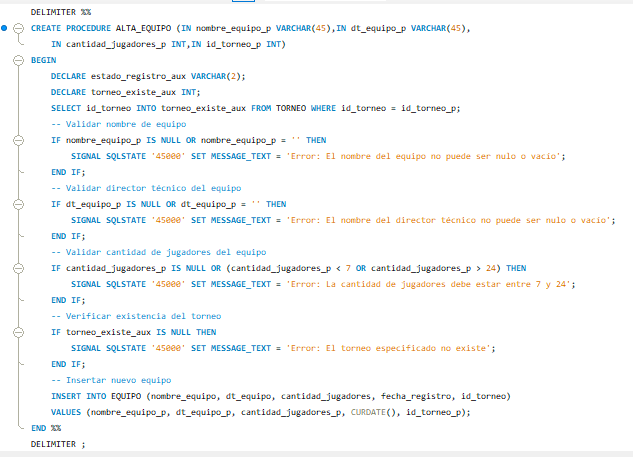 DELIMITER %%
CREATE PROCEDURE ALTA_EQUIPO (IN nombre_equipo_p VARCHAR(45),IN dt_equipo_p VARCHAR(45),
IN cantidad_jugadores_p INT,IN id_torneo_p INT)
BEGIN
DECLARE estado_registro_aux VARCHAR(2);
DECLARE torneo_existe_aux INT;
SELECT id_torneo INTO torneo_existe_aux FROM TORNEO WHERE id_torneo = id_torneo_p;
-- Validar nombre de equipo
IF nombre_equipo_p IS NULL OR nombre_equipo_p = '' THEN
SIGNAL SQLSTATE '45000' SET MESSAGE_TEXT = 'Error: El nombre del equipo no puede ser nulo o vacio';
END IF;
-- Validar director técnico del equipo
IF dt_equipo_p IS NULL OR dt_equipo_p = '' THEN
SIGNAL SQLSTATE '45000' SET MESSAGE_TEXT = 'Error: El nombre del director técnico no puede ser nulo o vacio';
END IF;
-- Validar cantidad de jugadores del equipo
IF cantidad_jugadores_p IS NULL OR (cantidad_jugadores_p < 7 OR cantidad_jugadores_p > 24) THEN
SIGNAL SQLSTATE '45000' SET MESSAGE_TEXT = 'Error: La cantidad de jugadores debe estar entre 7 y 24';
END IF;
-- Verificar existencia del torneo
IF torneo_existe_aux IS NULL THEN
SIGNAL SQLSTATE '45000' SET MESSAGE_TEXT = 'Error: El torneo especificado no existe';
END IF;
-- Insertar nuevo equipo
INSERT INTO EQUIPO (nombre_equipo, dt_equipo, cantidad_jugadores, fecha_registro, id_torneo)
VALUES (nombre_equipo_p, dt_equipo_p, cantidad_jugadores_p, CURDATE(), id_torneo_p);
END %%
DELIMITER ;